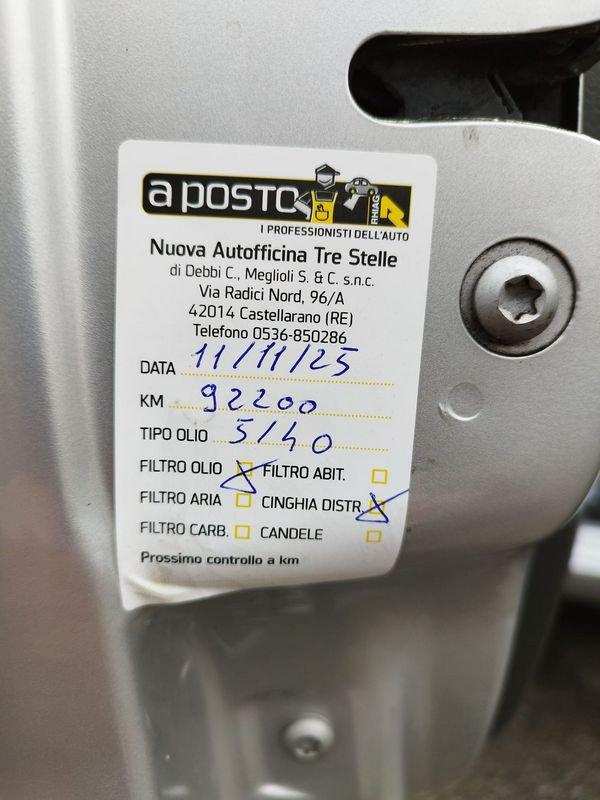 a posto
RHIAG
I PROFESSIONISTI DELL'AUTO
Nuova Autofficina Tre Stelle
di Debbi C., Meglioli S. & C. s.n.c.
Via Radici Nord, 96/A
42014 Castellarano (RE)
Telefono 0536-850286
DATA 11/11/25
KM 92200
TIPO OLIO 5/40
FILTRO OLIO FILTRO ABIT.
FILTRO ARIA CINGHIA DISTR.
FILTRO CARB. CANDELE
Prossimo controllo a km